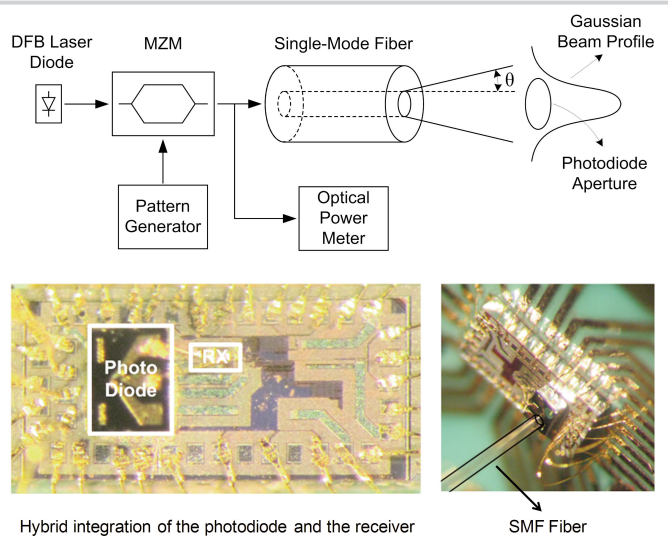 DFB Laser
Diode
MZM
Single-Mode Fiber
Gaussian
Beam Profile
θ
Photodiode
Aperture
Pattern
Generator
Optical
Power
Meter
Photo
Diode
RX
Hybrid integration of the photodiode and the receiver
SMF Fiber